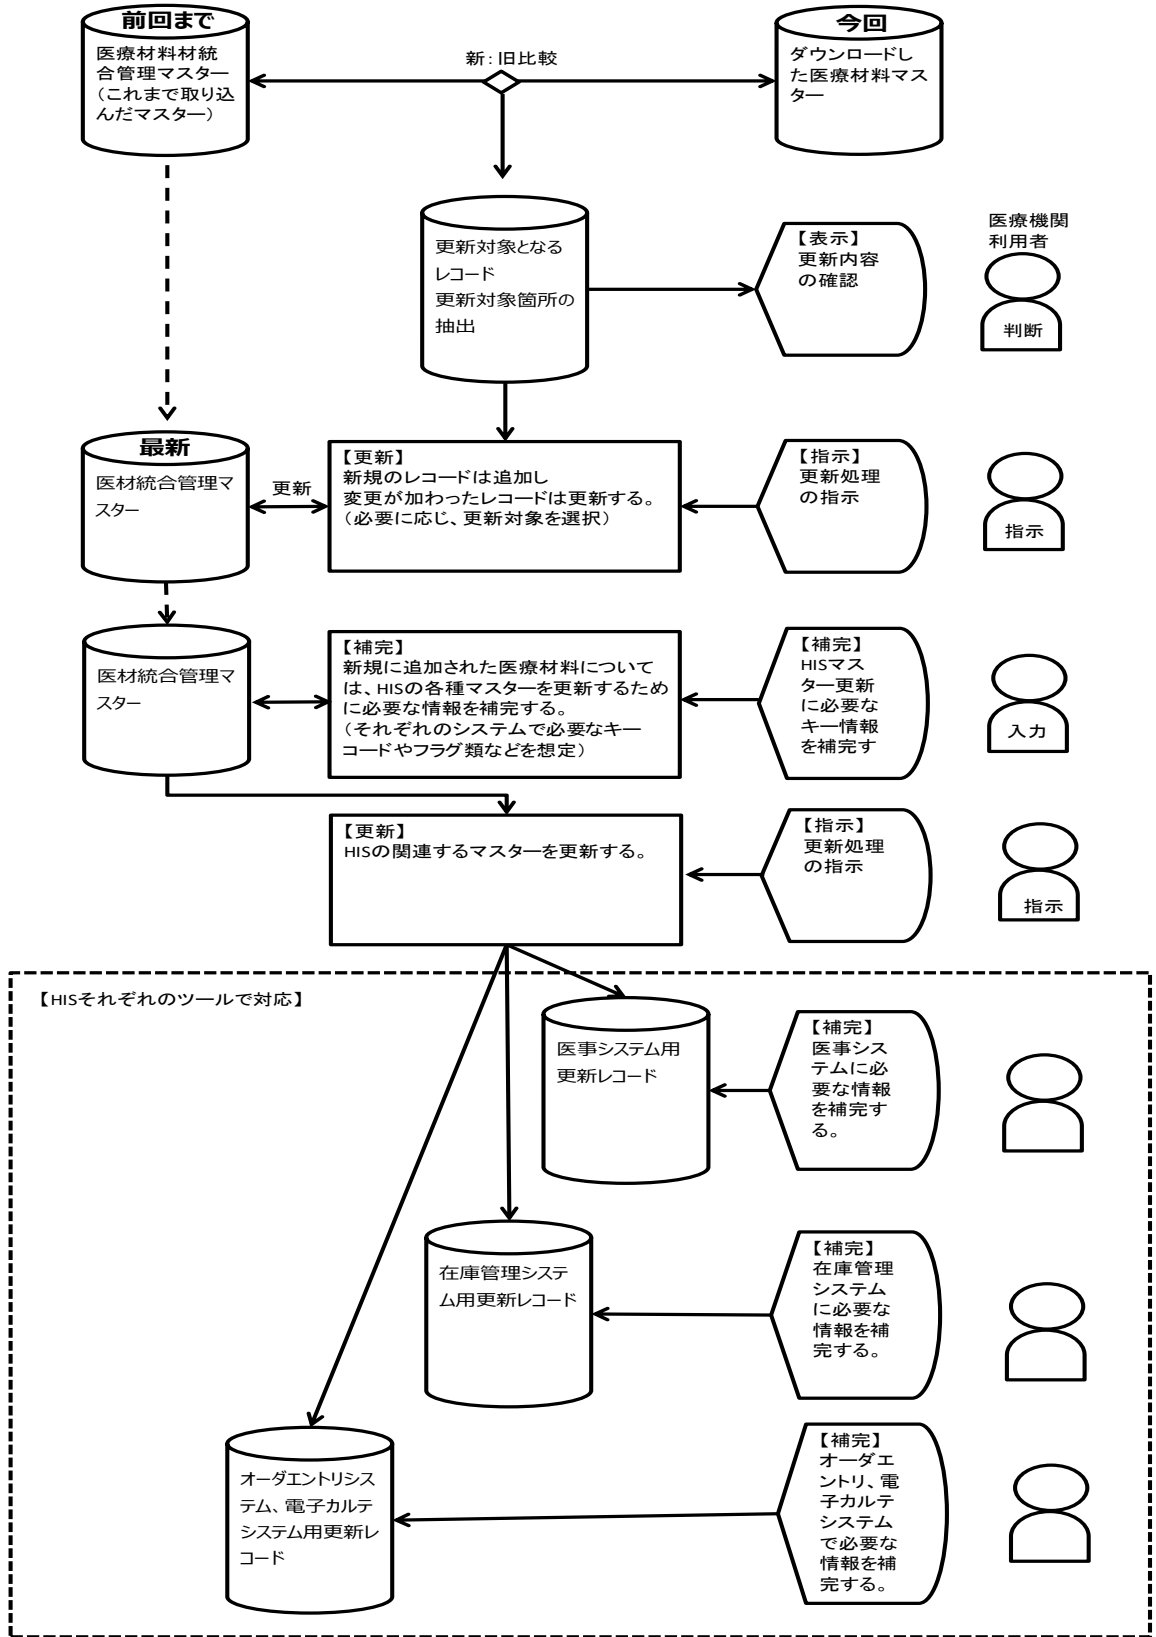 前回まで
医療材料材統
合管理マスター
（これまで取り込
んだマスター）
新：旧比較
今回
ダウンロードし
た医療材料マス
ター
更新対象となる
レコード
更新対象箇所の
抽出
【表示】
更新内容
の確認
医療機関
利用者
判断
最新
医材統合管理マ
スター
更新
【更新】
新規のレコードは追加し
変更が加わったレコードは更新する。
（必要に応じ、更新対象を選択）
【指示】
更新処理
の指示
指示
医材統合管理マ
スター
【補完】
新規に追加された医療材料について
は、HISの各種マスターを更新するため
に必要な情報を補完する。
（それぞれのシステムで必要なキー
コードやフラグ類などを想定）
【補完】
HISマス
ター更新
に必要な
キー情報
を補完す
入力
【更新】
HISの関連するマスターを更新する。
【指示】
更新処理
の指示
指示
【HISそれぞれのツールで対応】
医事システム用
更新レコード
【補完】
医事シス
テムに必
要な情報
を補完す
る。
在庫管理システ
ム用更新レコード
【補完】
在庫管理
システム
に必要な
情報を補
完する。
オーダエントリシス
テム、電子カルテ
システム用更新レ
コード
【補完】
オーダエ
ントリ、電
子カルテ
システム
で必要な
情報を補
完する。